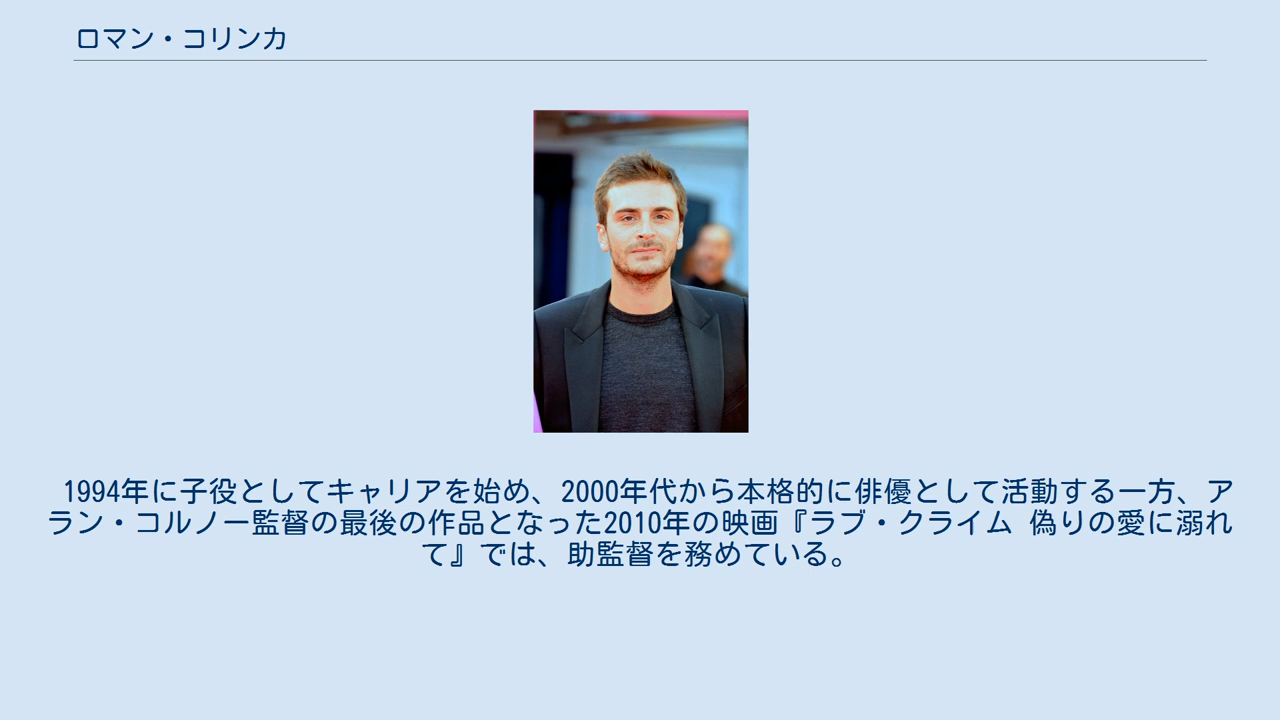 ロマン・コリンカ
1994年に子役としてキャリアを始め、2000年代から本格的に俳優として活動する一方、ア
ラン・コルノー監督の最後の作品となった2010年の映画『ラブ・クライム 偽りの愛に溺れ
て』では、助監督を務めている。